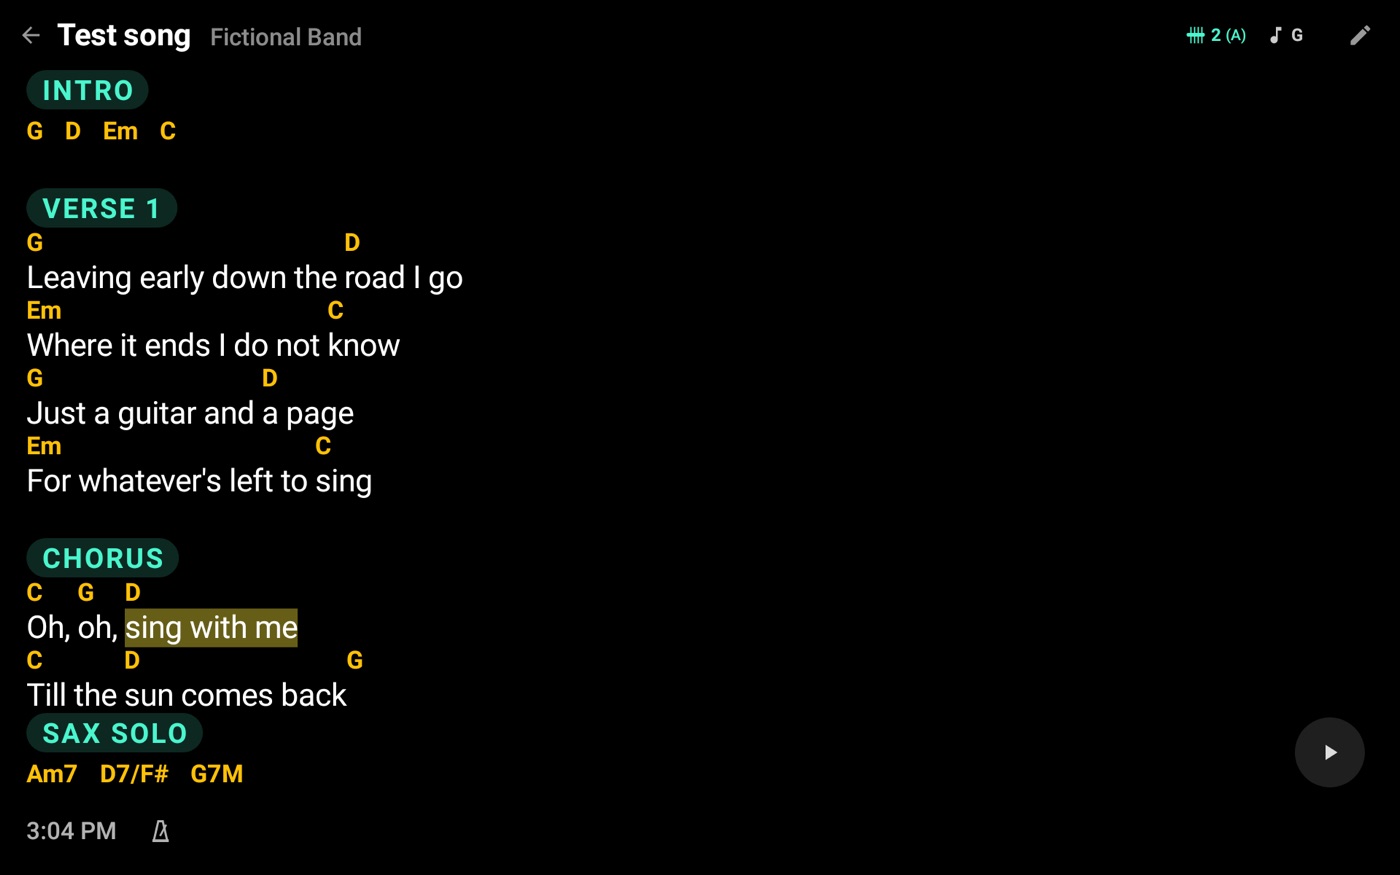 Test song Fictional Band 2 (A) G
INTRO
G D Em C
VERSE 1
G D
Leaving early down the road I go
Em C
Where it ends I do not know
G D
Just a guitar and a page
Em C
For whatever's left to sing
CHORUS
C G D
Oh, oh, sing with me
C D G
Till the sun comes back
SAX SOLO
Am7 D7/F# G7M
3:04 PM